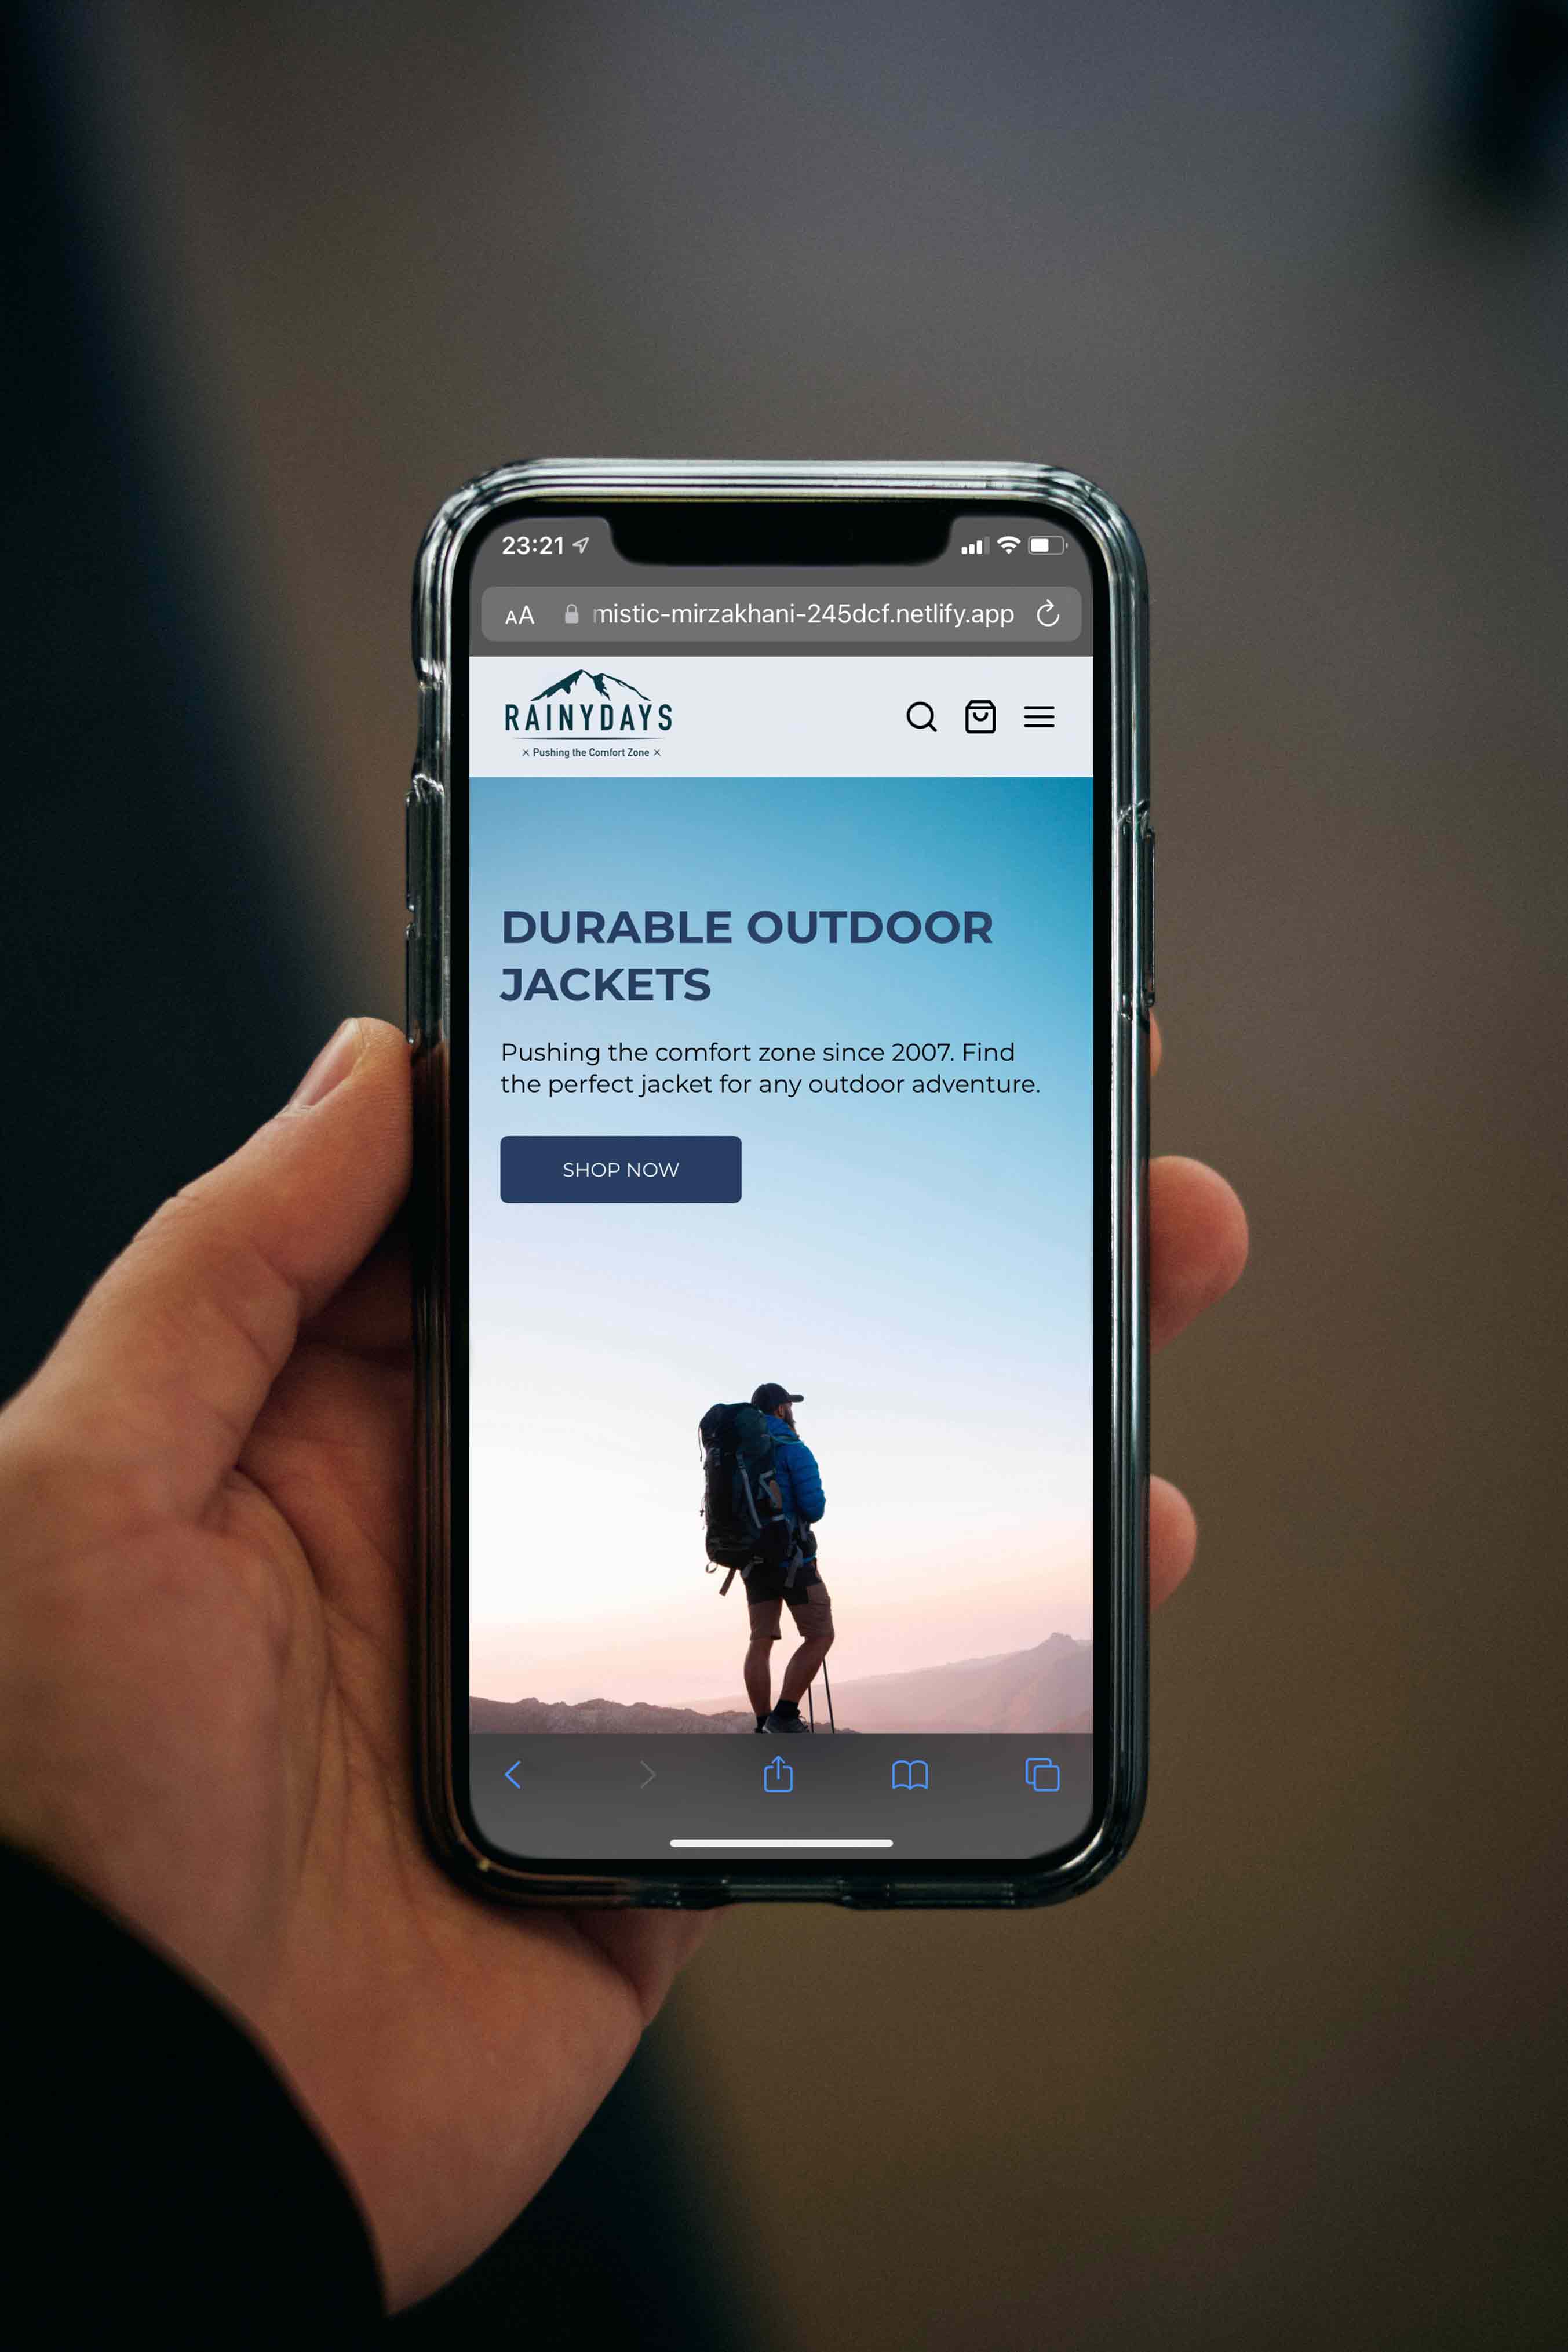 23:21
AA mistic-mirzakhani-245dcf.netlify.app
RAINYDAYS
× Pushing the Comfort Zone ×
DURABLE OUTDOOR
JACKETS
Pushing the comfort zone since 2007. Find
the perfect jacket for any outdoor adventure.
SHOP NOW